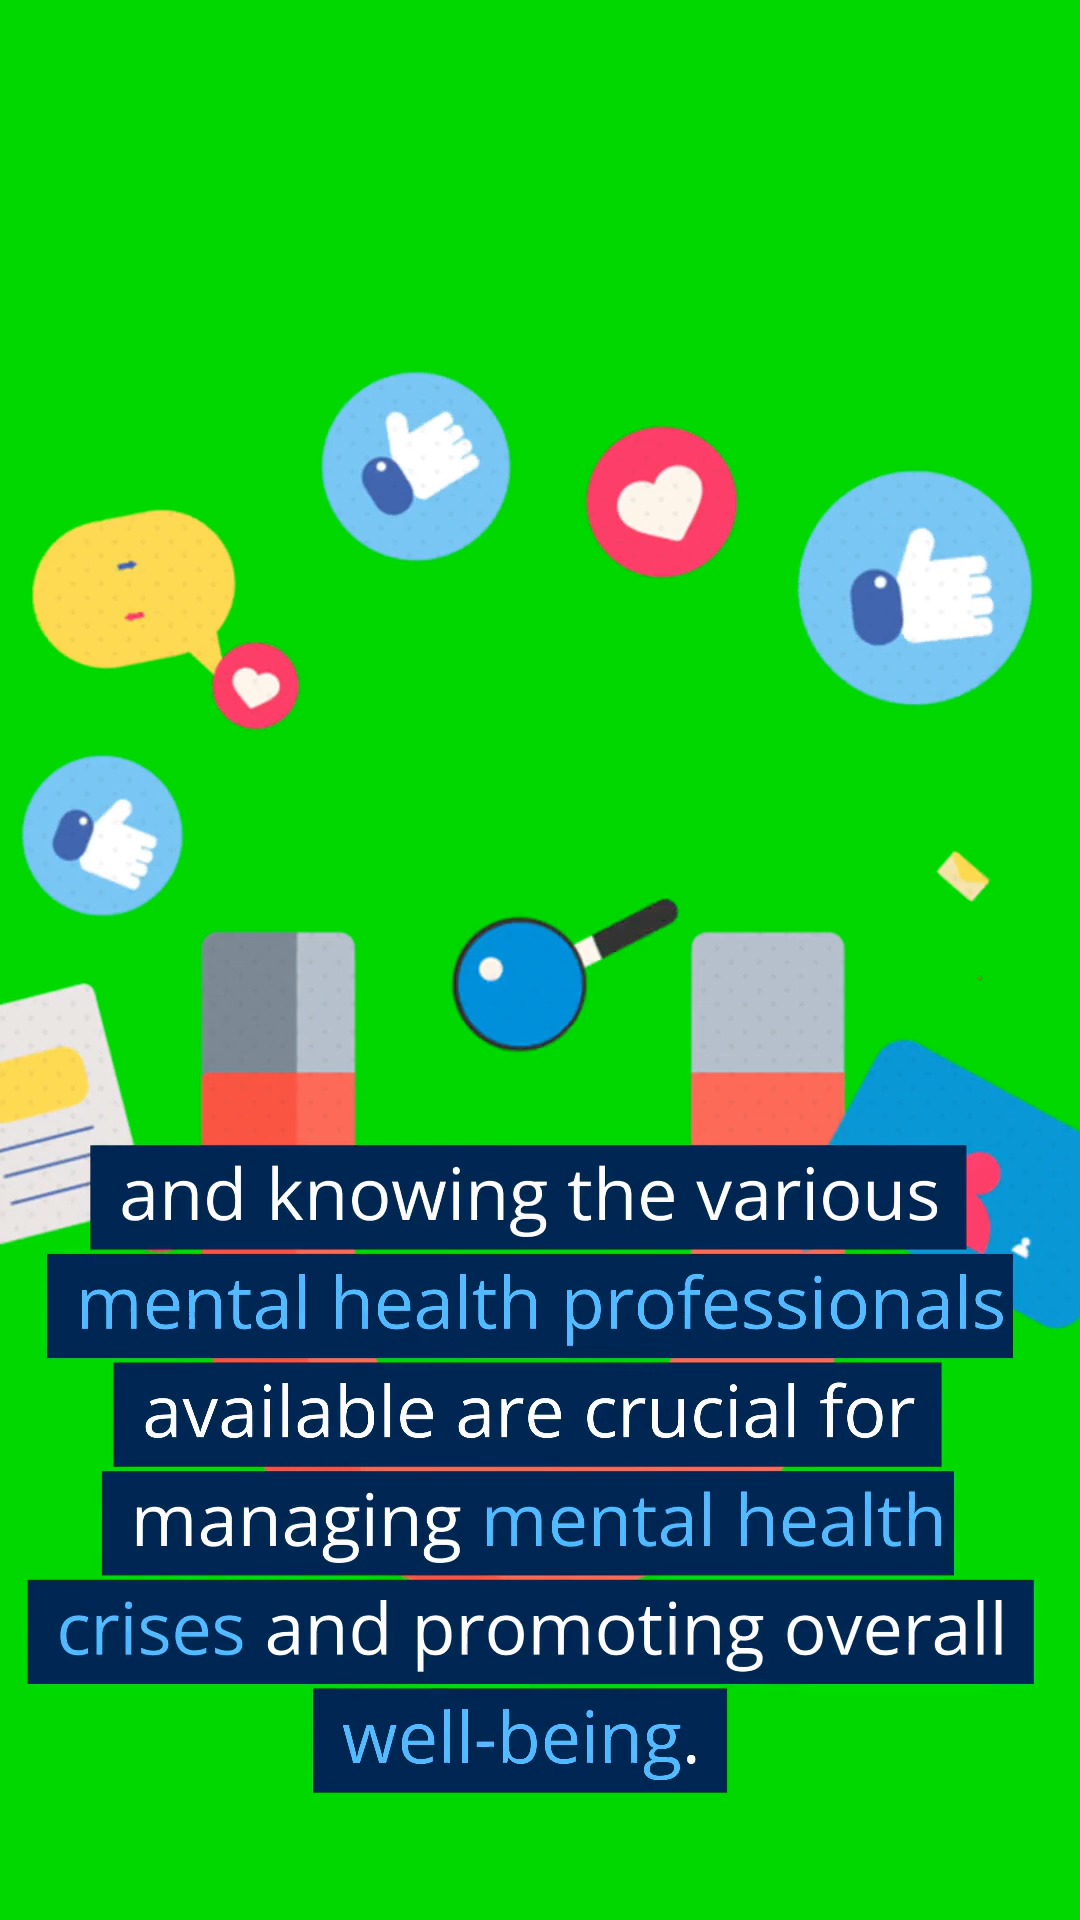 and knowing the various
mental health professionals
available are crucial for
managing mental health
crises and promoting overall
well-being.